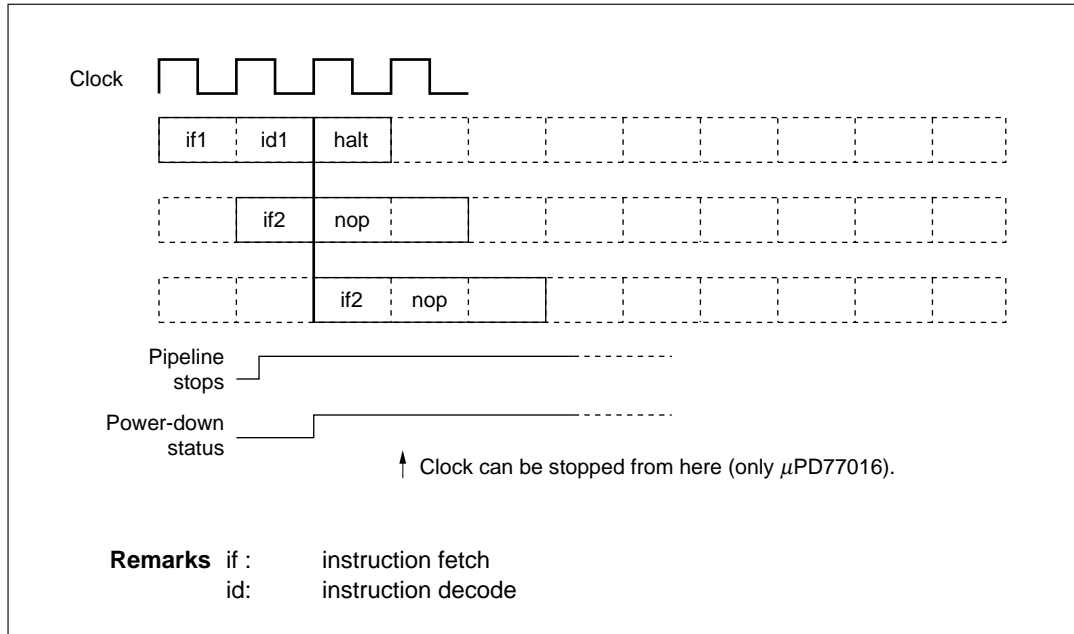 Clock
if1 id1 halt
if2 nop
if2 nop
Pipeline
stops
Power-down
status
Clock can be stopped from here (only μPD77016).
Remarks if : instruction fetch
id: instruction decode